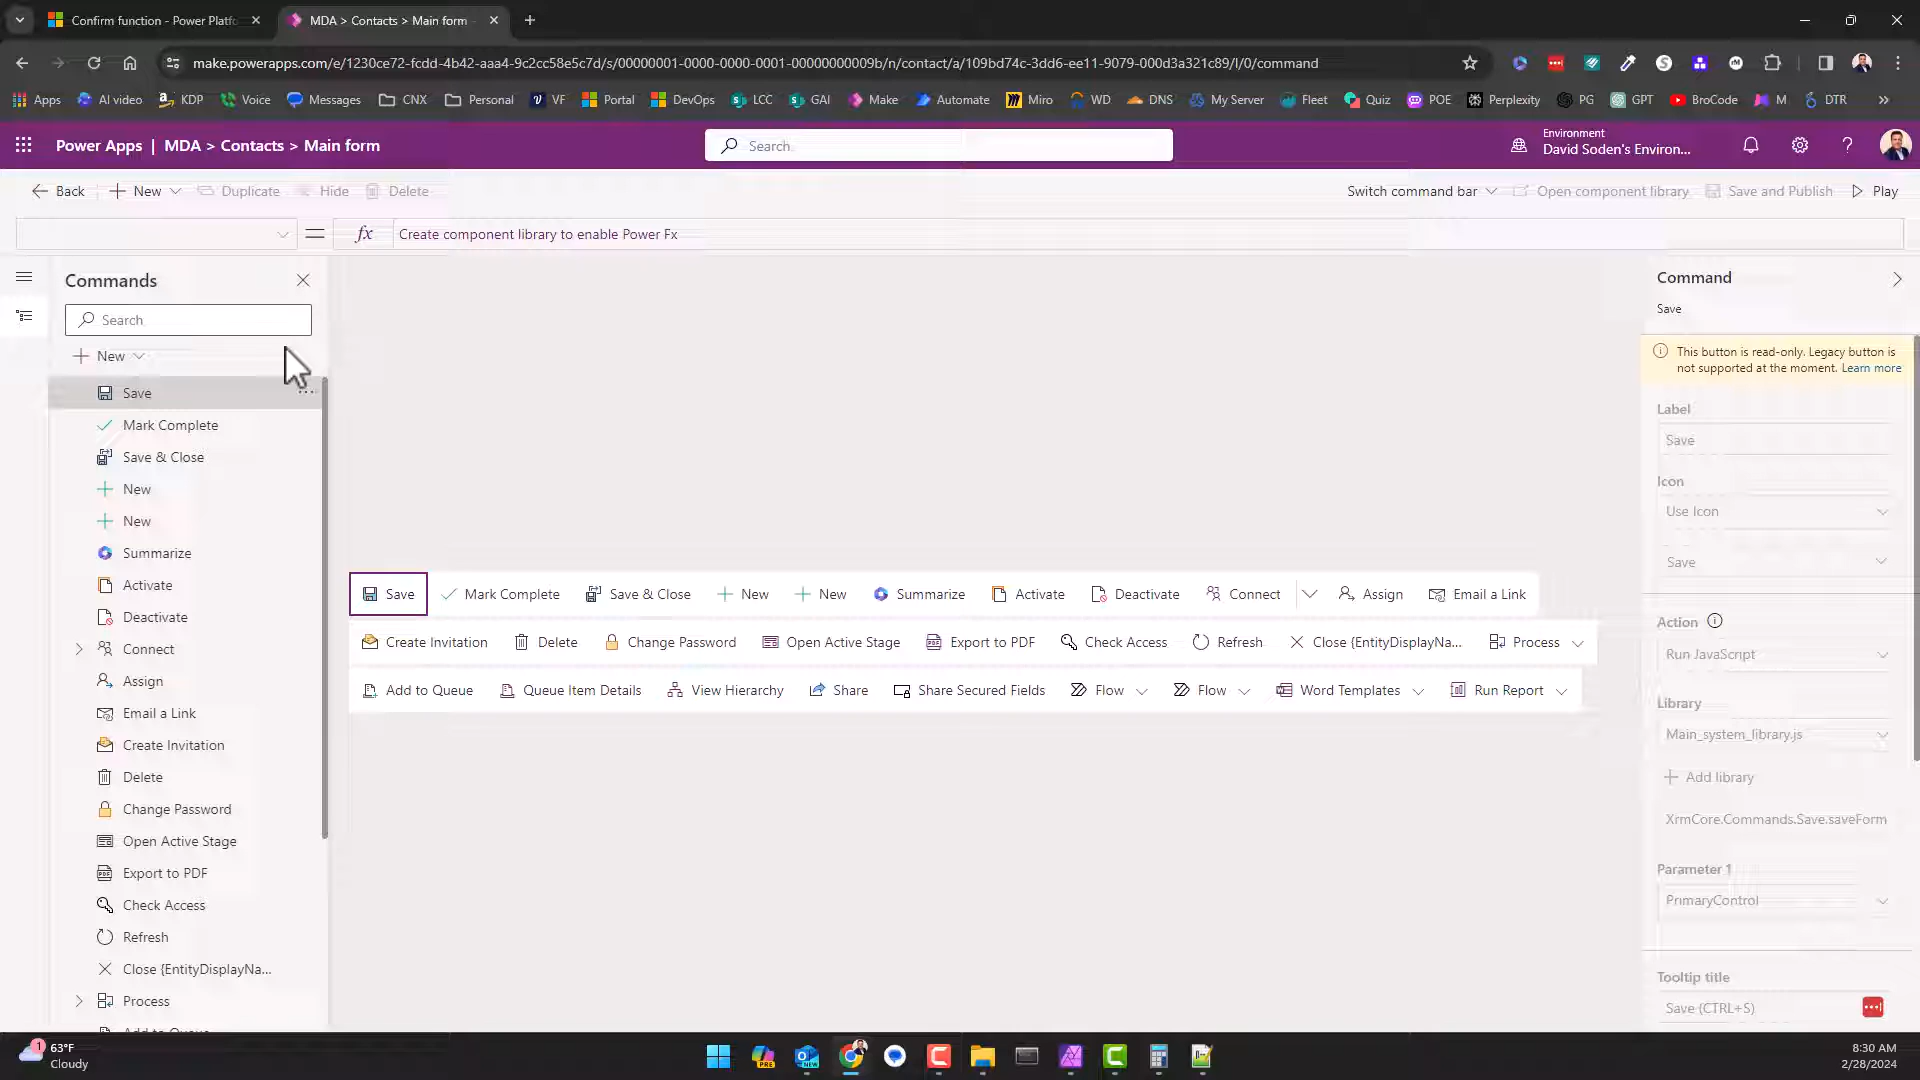 Confirm function - Power Platfo
MDA > Contacts > Main form
make.powerapps.com/e/1230ce72-fcdd-4b42-aaa4-9c2cc58e5c7d/s/00000001-0000-0000-0001-00000000009b/n/contact/a/109bd74c-3dd6-ee11-9079-000d3a321c89/l/0/command
Apps
AI video
KDP
Voice
Messages
CNX
Personal
VF
Portal
DevOps
LCC
GAI
Make
Automate
Miro
WD
DNS
My Server
Fleet
Quiz
POE
Perplexity
PG
GPT
BroCode
M
DTR
Power Apps | MDA > Contacts > Main form
Search
Environment
David Soden's Environ...
Back
New
Duplicate
Hide
Delete
Switch command bar
Open component library
Save and Publish
Play
= fx Create component library to enable Power Fx
Commands
Search
New
Save
Mark Complete
Save & Close
New
New
Summarize
Activate
Deactivate
Connect
Assign
Email a Link
Create Invitation
Delete
Change Password
Open Active Stage
Export to PDF
Check Access
Refresh
Close {EntityDisplayNa...
Process
Add to Queue
Save
Mark Complete
Save & Close
New
New
Summarize
Activate
Deactivate
Connect
Assign
Email a Link
Create Invitation
Delete
Change Password
Open Active Stage
Export to PDF
Check Access
Refresh
Close {EntityDisplayNa...
Process
Add to Queue
Queue Item Details
View Hierarchy
Share
Share Secured Fields
Flow
Flow
Word Templates
Run Report
Command
Save
This button is read-only. Legacy button is
not supported at the moment. Learn more
Label
Save
Icon
Use Icon
Save
Action
Run JavaScript
Library
Main_system_library.js
Add library
XrmCore.Commands.Save.saveForm
Parameter 1
PrimaryControl
Tooltip title
Save (CTRL+S)
1
63°F
Cloudy
PRE
NEW
8:30 AM
2/28/2024